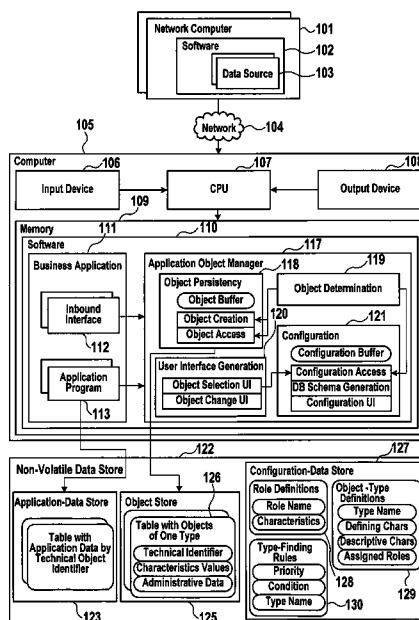 Network Computer
101
Software
102
Data Source
103
Network
104
105
Computer
106
107
108
Input Device
CPU
Output Device
109
Memory
110
Software
111
117
Business Application
Application Object Manager
118
119
Object Persistency
Object Determination
Object Buffer
120
Inbound Interface
Object Creation
121
Object Access
Configuration
112
Configuration Buffer
User Interface Generation
Application Program
Object Selection UI
Configuration Access
DB Schema Generation
113
Object Change UI
Configuration UI
122
127
Non-Volatile Data Store
126
Configuration-Data Store
Application-Data Store
Object Store
Role Definitions
Object -Type Definitions
Table with Objects of One Type
Role Name
Type Name
Table with Application Data by Technical Object Identifier
Characteristics
Defining Chars
Technical Identifier
Descriptive Chars
Type-Finding Rules
Characteristics Values
Assigned Roles
Priority
Administrative Data
128
129
Condition
Type Name
130
123
125